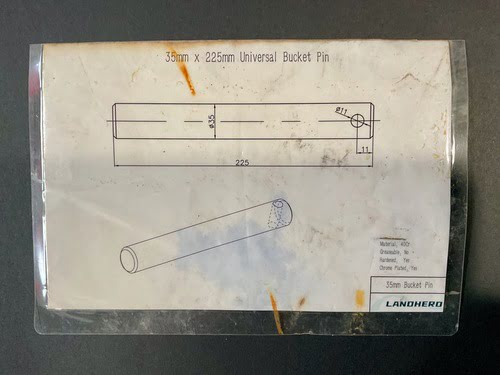 35mm x 225mm Universal Bucket Pin
ø11
ø35
11
225
Material, 40Cr
Greasable, No
Hardened, Yes
Chrome Plated, Yes
35mm Bucket Pin
LANDHERO